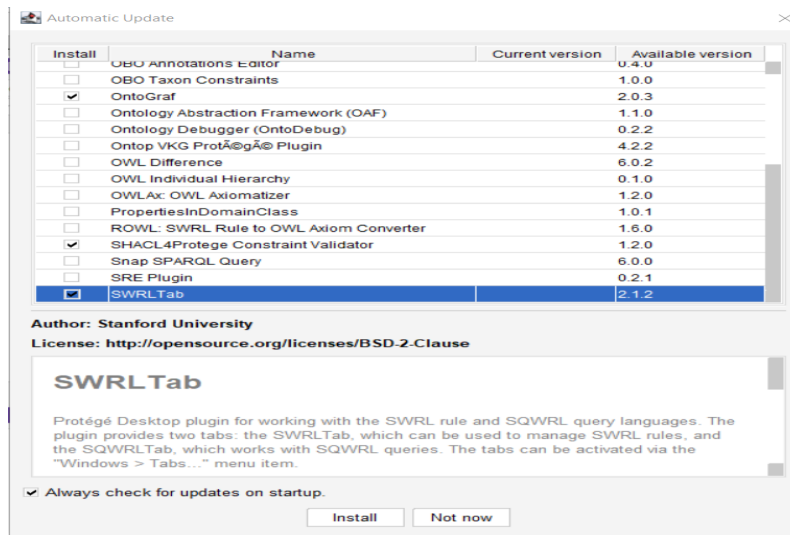 Automatic Update
Install Name Current version Available version
OBO Annotations Editor 0.4.0
OBO Taxon Constraints 1.0.0
OntoGraf 2.0.3
Ontology Abstraction Framework (OAF) 1.1.0
Ontology Debugger (OntoDebug) 0.2.2
Ontop VKG ProtÃ©gÃ© Plugin 4.2.2
OWL Difference 6.0.2
OWL Individual Hierarchy 0.1.0
OWLAx: OWL Axiomatizer 1.2.0
PropertiesInDomainClass 1.0.1
ROWL: SWRL Rule to OWL Axiom Converter 1.6.0
SHACL4Protege Constraint Validator 1.2.0
Snap SPARQL Query 6.0.0
SRE Plugin 0.2.1
SWRLTab 2.1.2
Author: Stanford University
License: http://opensource.org/licenses/BSD-2-Clause
SWRLTab
Protégé Desktop plugin for working with the SWRL rule and SQWRL query languages. The
plugin provides two tabs: the SWRLTab, which can be used to manage SWRL rules, and
the SQWRLTab, which works with SQWRL queries. The tabs can be activated via the
"Windows > Tabs..." menu item.
Always check for updates on startup.
Install Not now